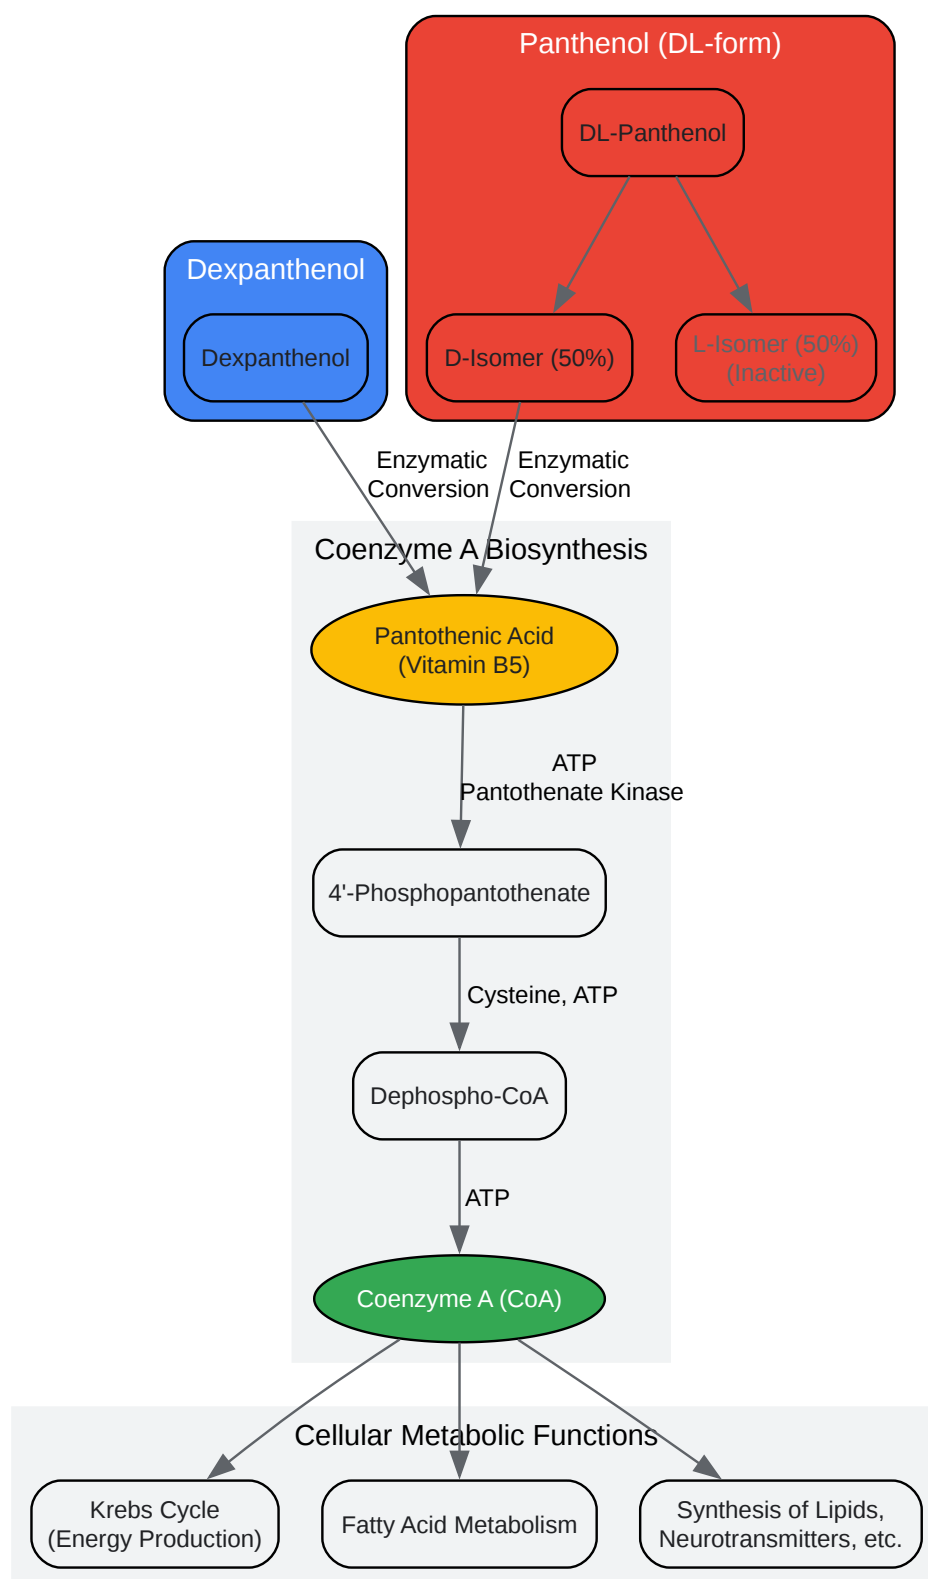 Panthenol (DL-form)
DL-Panthenol
Dexpanthenol
Dexpanthenol
D-Isomer (50%)
L-Isomer (50%)
(Inactive)
Enzymatic
Conversion
Enzymatic
Conversion
Coenzyme A Biosynthesis
Pantothenic Acid
(Vitamin B5)
ATP
Pantothenate Kinase
4'-Phosphopantothenate
Cysteine, ATP
Dephospho-CoA
ATP
Coenzyme A (CoA)
Cellular Metabolic Functions
Krebs Cycle
(Energy Production)
Fatty Acid Metabolism
Synthesis of Lipids,
Neurotransmitters, etc.